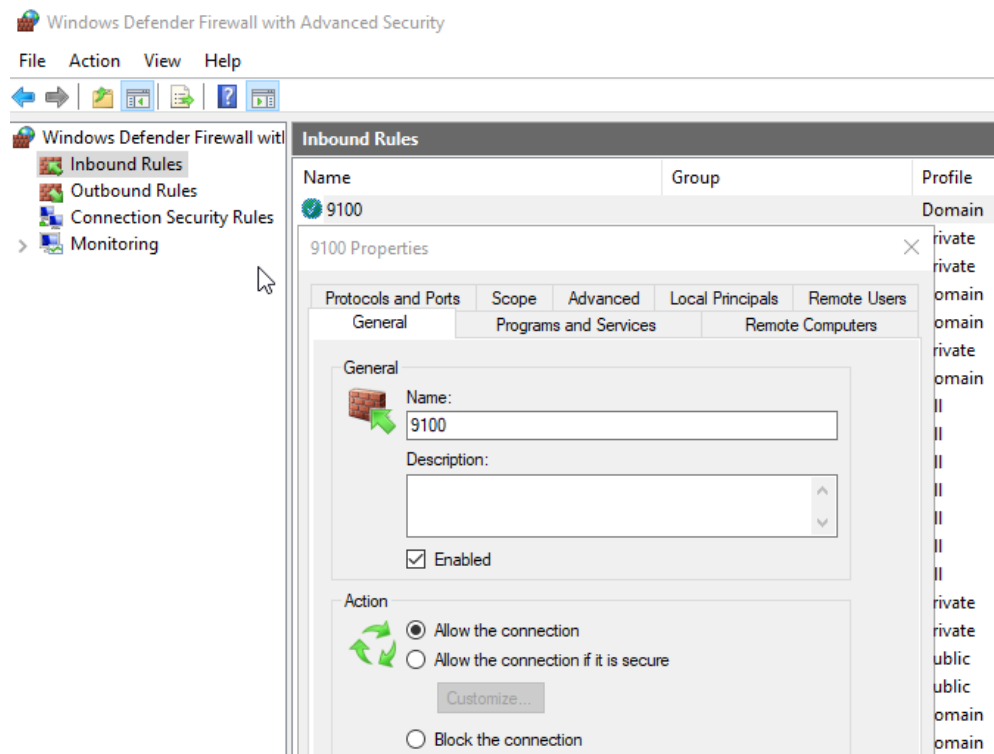 Windows Defender Firewall with Advanced Security
File Action View Help
Windows Defender Firewall witl
Inbound Rules
Outbound Rules
Connection Security Rules
Monitoring
Inbound Rules
Name Group Profile
9100 Domain
9100 Properties
Protocols and Ports Scope Advanced Local Principals Remote Users
General Programs and Services Remote Computers
General
Name:
9100
Description:
Enabled
Action
Allow the connection
Allow the connection if it is secure
Customize...
Block the connection
rivate
rivate
omain
omain
rivate
omain
ll
ll
ll
ll
ll
ll
ll
rivate
rivate
ublic
ublic
omain
omain